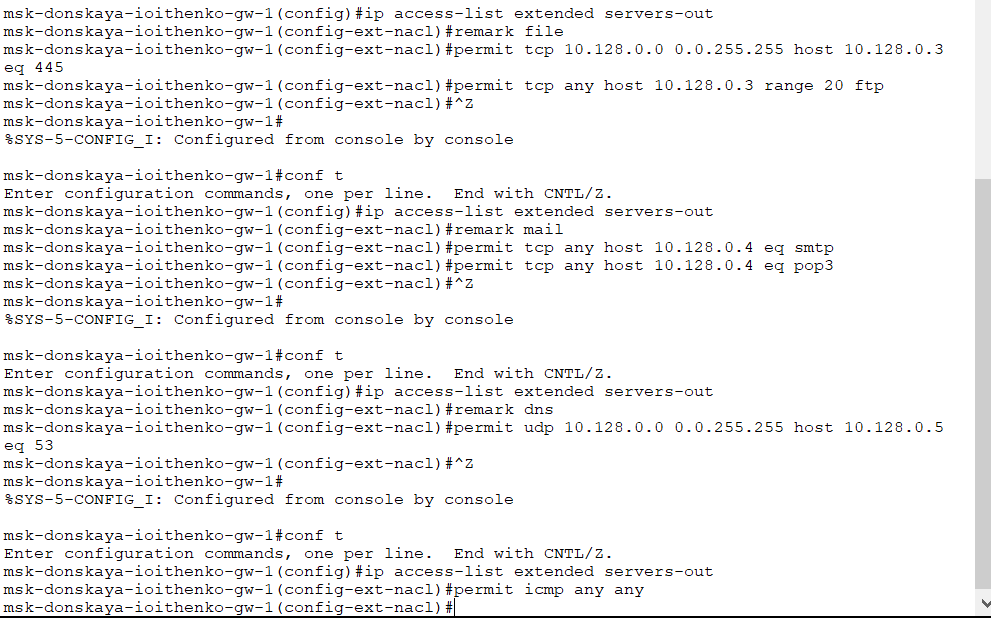 msk-donskaya-ioithenko-gw-1(config)#ip access-list extended servers-out
msk-donskaya-ioithenko-gw-1(config-ext-nacl)#remark file
msk-donskaya-ioithenko-gw-1(config-ext-nacl)#permit tcp 10.128.0.0 0.0.255.255 host 10.128.0.3
eq 445
msk-donskaya-ioithenko-gw-1(config-ext-nacl)#permit tcp any host 10.128.0.3 range 20 ftp
msk-donskaya-ioithenko-gw-1(config-ext-nacl)#^Z
msk-donskaya-ioithenko-gw-1#
%SYS-5-CONFIG_I: Configured from console by console

msk-donskaya-ioithenko-gw-1#conf t
Enter configuration commands, one per line.  End with CNTL/Z.
msk-donskaya-ioithenko-gw-1(config)#ip access-list extended servers-out
msk-donskaya-ioithenko-gw-1(config-ext-nacl)#remark mail
msk-donskaya-ioithenko-gw-1(config-ext-nacl)#permit tcp any host 10.128.0.4 eq smtp
msk-donskaya-ioithenko-gw-1(config-ext-nacl)#permit tcp any host 10.128.0.4 eq pop3
msk-donskaya-ioithenko-gw-1(config-ext-nacl)#^Z
msk-donskaya-ioithenko-gw-1#
%SYS-5-CONFIG_I: Configured from console by console

msk-donskaya-ioithenko-gw-1#conf t
Enter configuration commands, one per line.  End with CNTL/Z.
msk-donskaya-ioithenko-gw-1(config)#ip access-list extended servers-out
msk-donskaya-ioithenko-gw-1(config-ext-nacl)#remark dns
msk-donskaya-ioithenko-gw-1(config-ext-nacl)#permit udp 10.128.0.0 0.0.255.255 host 10.128.0.5
eq 53
msk-donskaya-ioithenko-gw-1(config-ext-nacl)#^Z
msk-donskaya-ioithenko-gw-1#
%SYS-5-CONFIG_I: Configured from console by console

msk-donskaya-ioithenko-gw-1#conf t
Enter configuration commands, one per line.  End with CNTL/Z.
msk-donskaya-ioithenko-gw-1(config)#ip access-list extended servers-out
msk-donskaya-ioithenko-gw-1(config-ext-nacl)#permit icmp any any
msk-donskaya-ioithenko-gw-1(config-ext-nacl)#